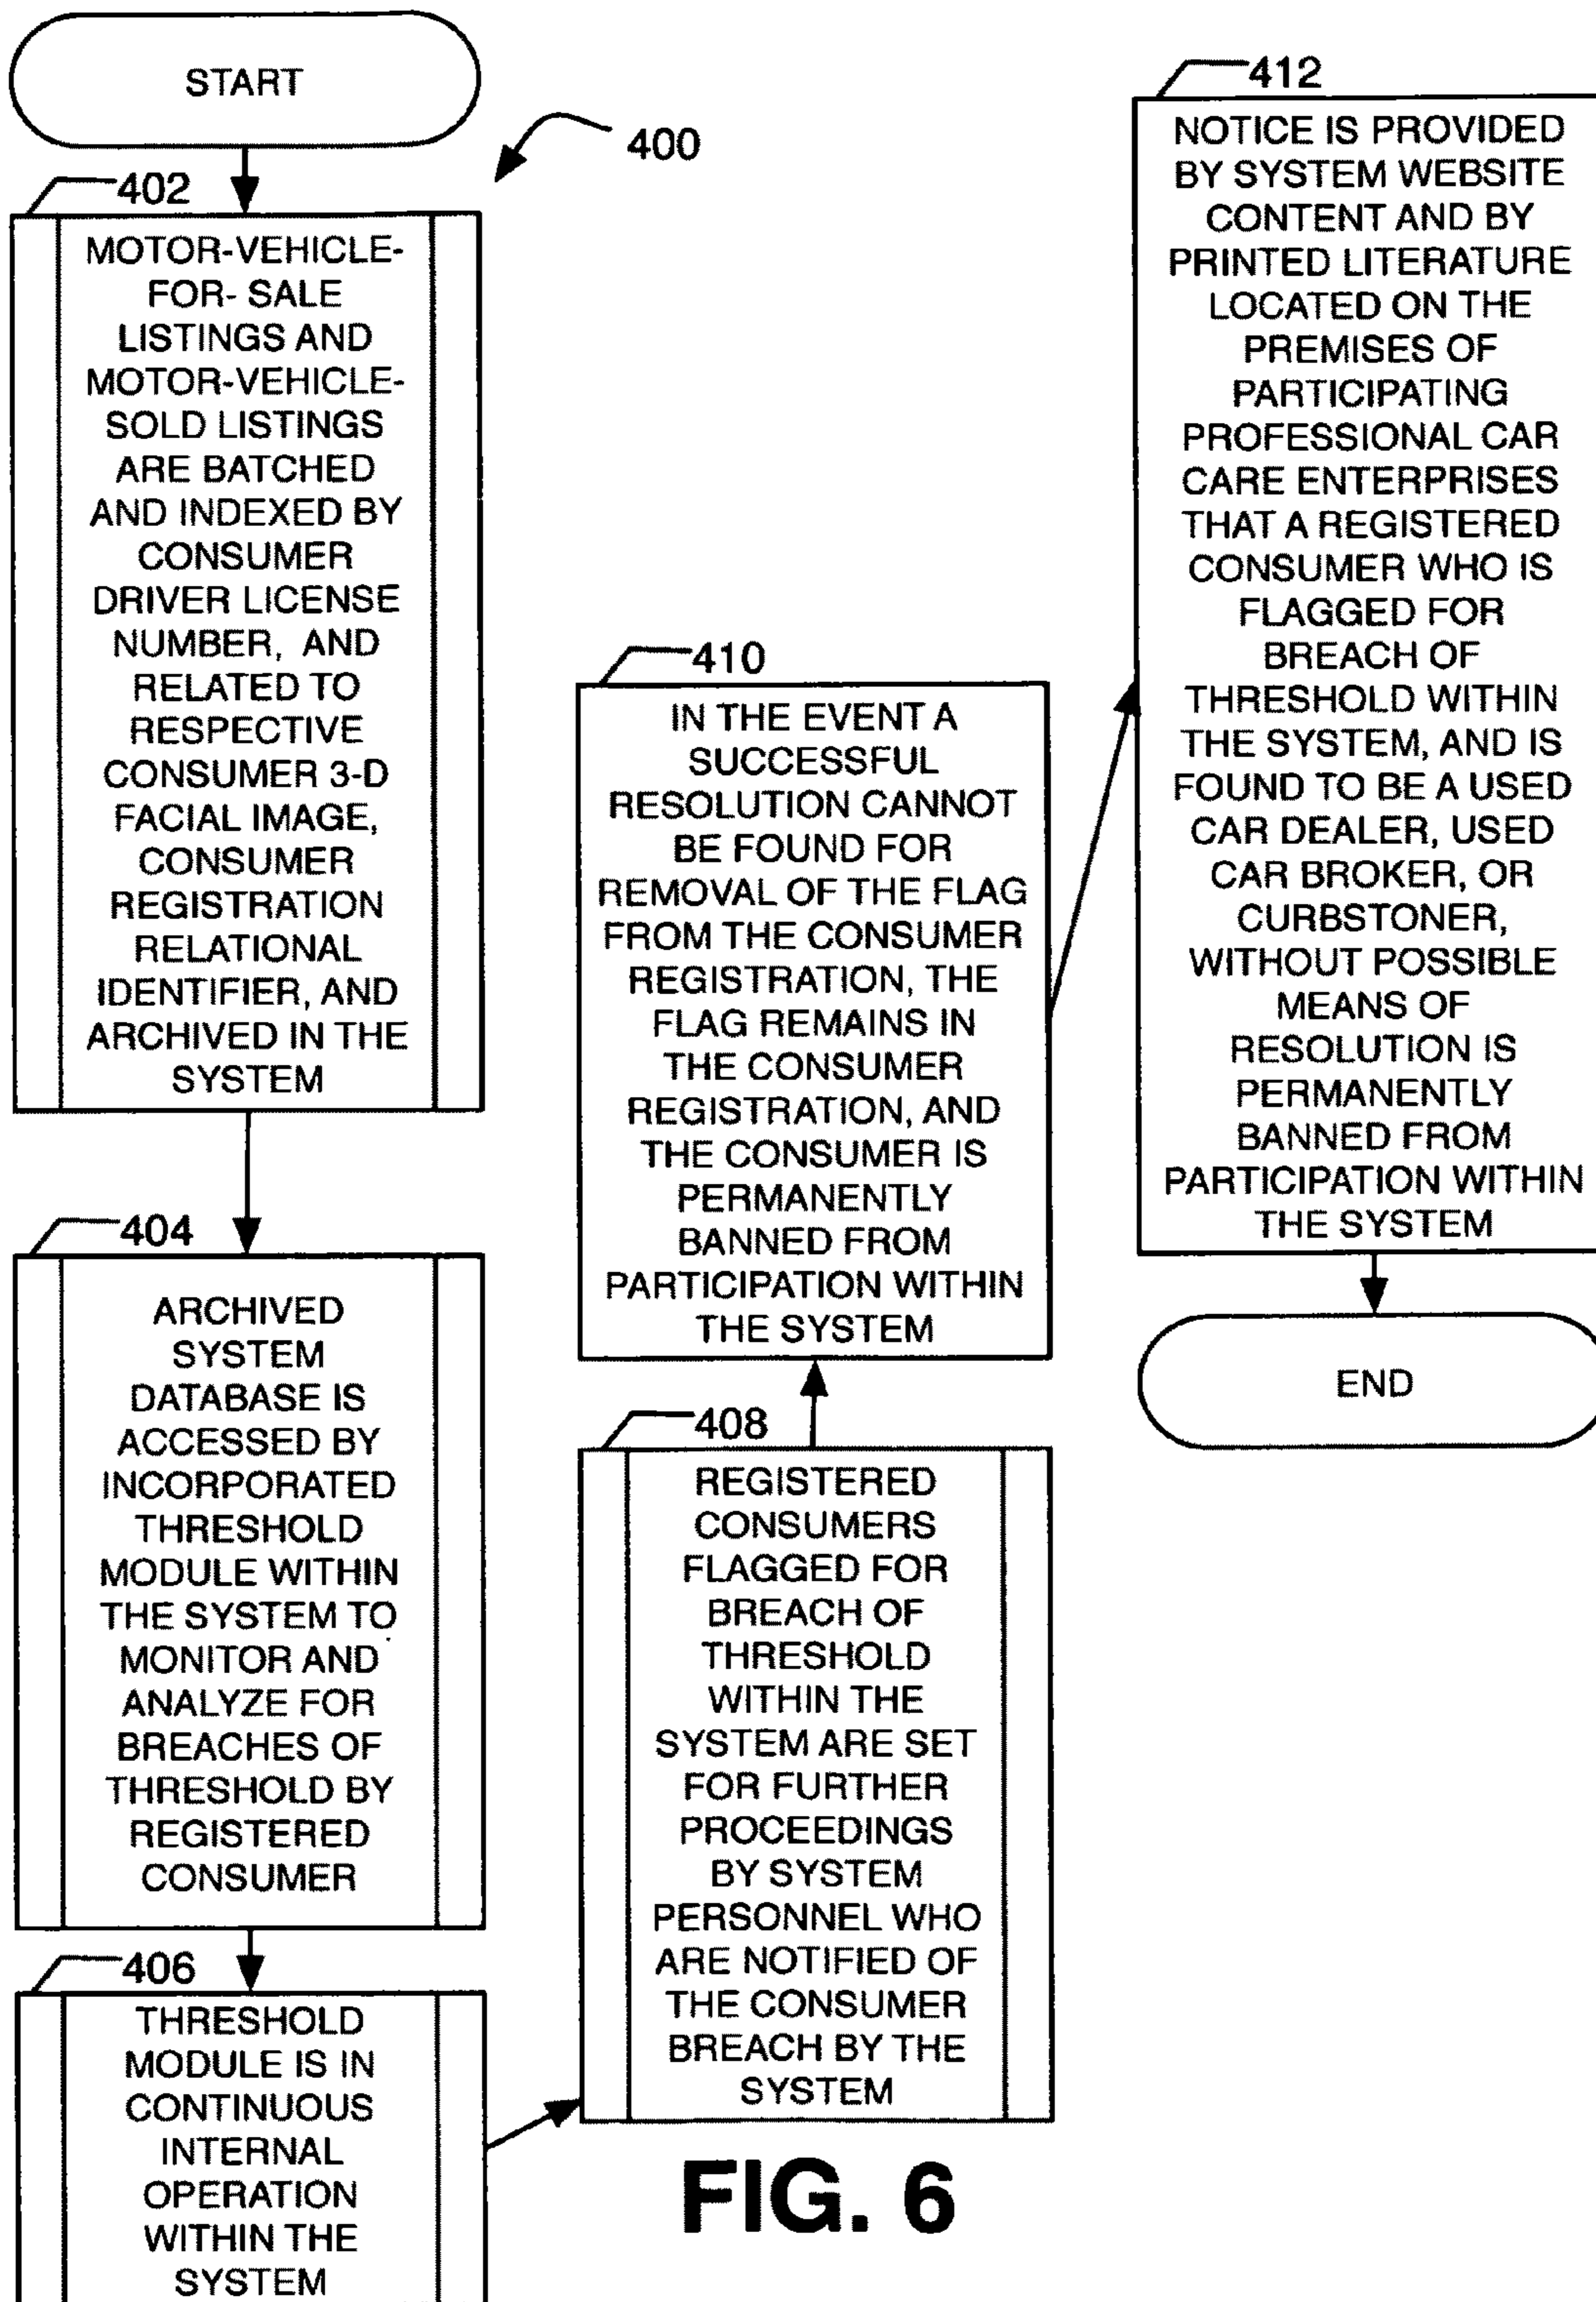 START
400
402
MOTOR-VEHICLE-
FOR- SALE
LISTINGS AND
MOTOR-VEHICLE-
SOLD LISTINGS
ARE BATCHED
AND INDEXED BY
CONSUMER
DRIVER LICENSE
NUMBER, AND
RELATED TO
RESPECTIVE
CONSUMER 3-D
FACIAL IMAGE,
CONSUMER
REGISTRATION
RELATIONAL
IDENTIFIER, AND
ARCHIVED IN THE
SYSTEM
404
ARCHIVED
SYSTEM
DATABASE IS
ACCESSED BY
INCORPORATED
THRESHOLD
MODULE WITHIN
THE SYSTEM TO
MONITOR AND
ANALYZE FOR
BREACHES OF
THRESHOLD BY
REGISTERED
CONSUMER
406
THRESHOLD
MODULE IS IN
CONTINUOUS
INTERNAL
OPERATION
WITHIN THE
SYSTEM
408
REGISTERED
CONSUMERS
FLAGGED FOR
BREACH OF
THRESHOLD
WITHIN THE
SYSTEM ARE SET
FOR FURTHER
PROCEEDINGS
BY SYSTEM
PERSONNEL WHO
ARE NOTIFIED OF
THE CONSUMER
BREACH BY THE
SYSTEM
410
IN THE EVENT A
SUCCESSFUL
RESOLUTION CANNOT
BE FOUND FOR
REMOVAL OF THE FLAG
FROM THE CONSUMER
REGISTRATION, THE
FLAG REMAINS IN
THE CONSUMER
REGISTRATION, AND
THE CONSUMER IS
PERMANENTLY
BANNED FROM
PARTICIPATION WITHIN
THE SYSTEM
412
NOTICE IS PROVIDED
BY SYSTEM WEBSITE
CONTENT AND BY
PRINTED LITERATURE
LOCATED ON THE
PREMISES OF
PARTICIPATING
PROFESSIONAL CAR
CARE ENTERPRISES
THAT A REGISTERED
CONSUMER WHO IS
FLAGGED FOR
BREACH OF
THRESHOLD WITHIN
THE SYSTEM, AND IS
FOUND TO BE A USED
CAR DEALER, USED
CAR BROKER, OR
CURBSTONER,
WITHOUT POSSIBLE
MEANS OF
RESOLUTION IS
PERMANENTLY
BANNED FROM
PARTICIPATION WITHIN
THE SYSTEM
END
FIG. 6